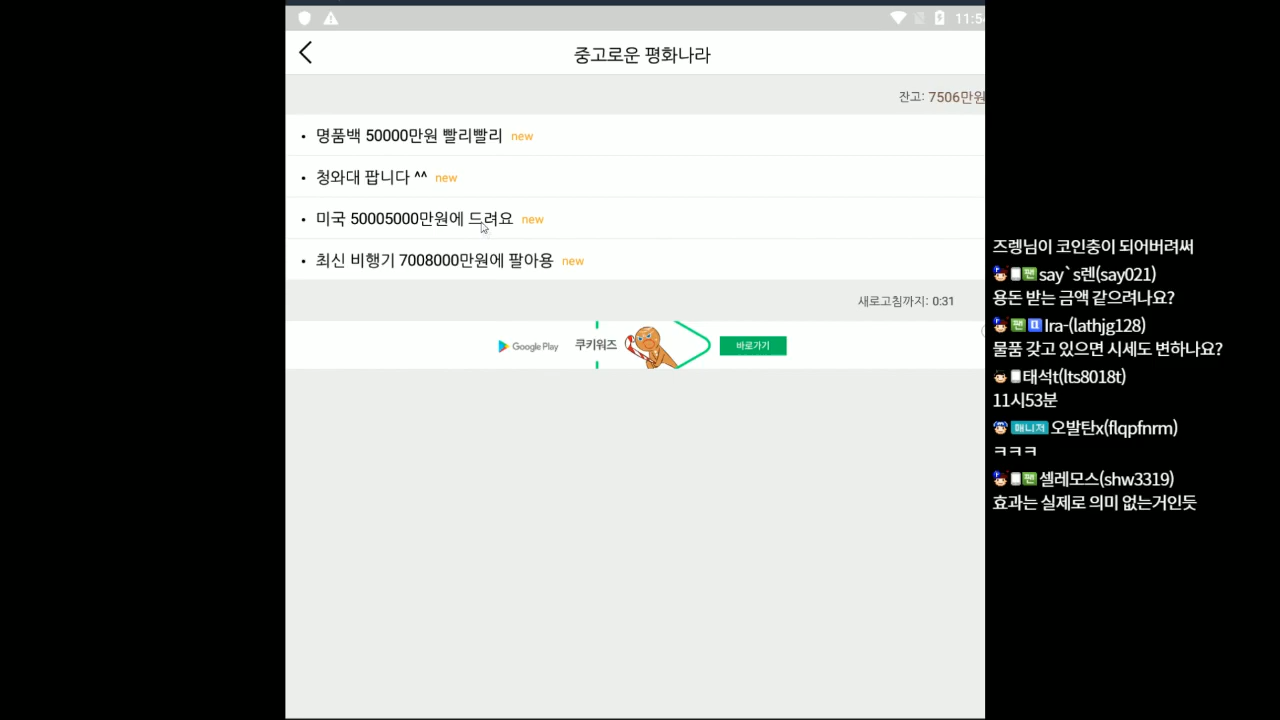 11:5
중고로운 평화나라
잔고: 7506만원
• 명품백 50000만원 빨리빨리 new
• 청와대 팝니다 ^^ new
• 미국 50005000만원에 드려요 new
• 최신 비행기 7008000만원에 팔아용 new
새로고침까지: 0:31
Google Play 쿠키워즈 바로가기
즈렝님이 코인충이 되어버려써
팬 say`s렌(say021)
용돈 받는 금액 같으려나요?
팬 Ira-(lathjg128)
물품 갖고 있으면 시세도 변하나요?
태석t(lts8018t)
11시53분
매니저 오발탄x(flqpfnrm)
ㅋㅋㅋ
팬 셀레모스(shw3319)
효과는 실제로 의미 없는거인듯